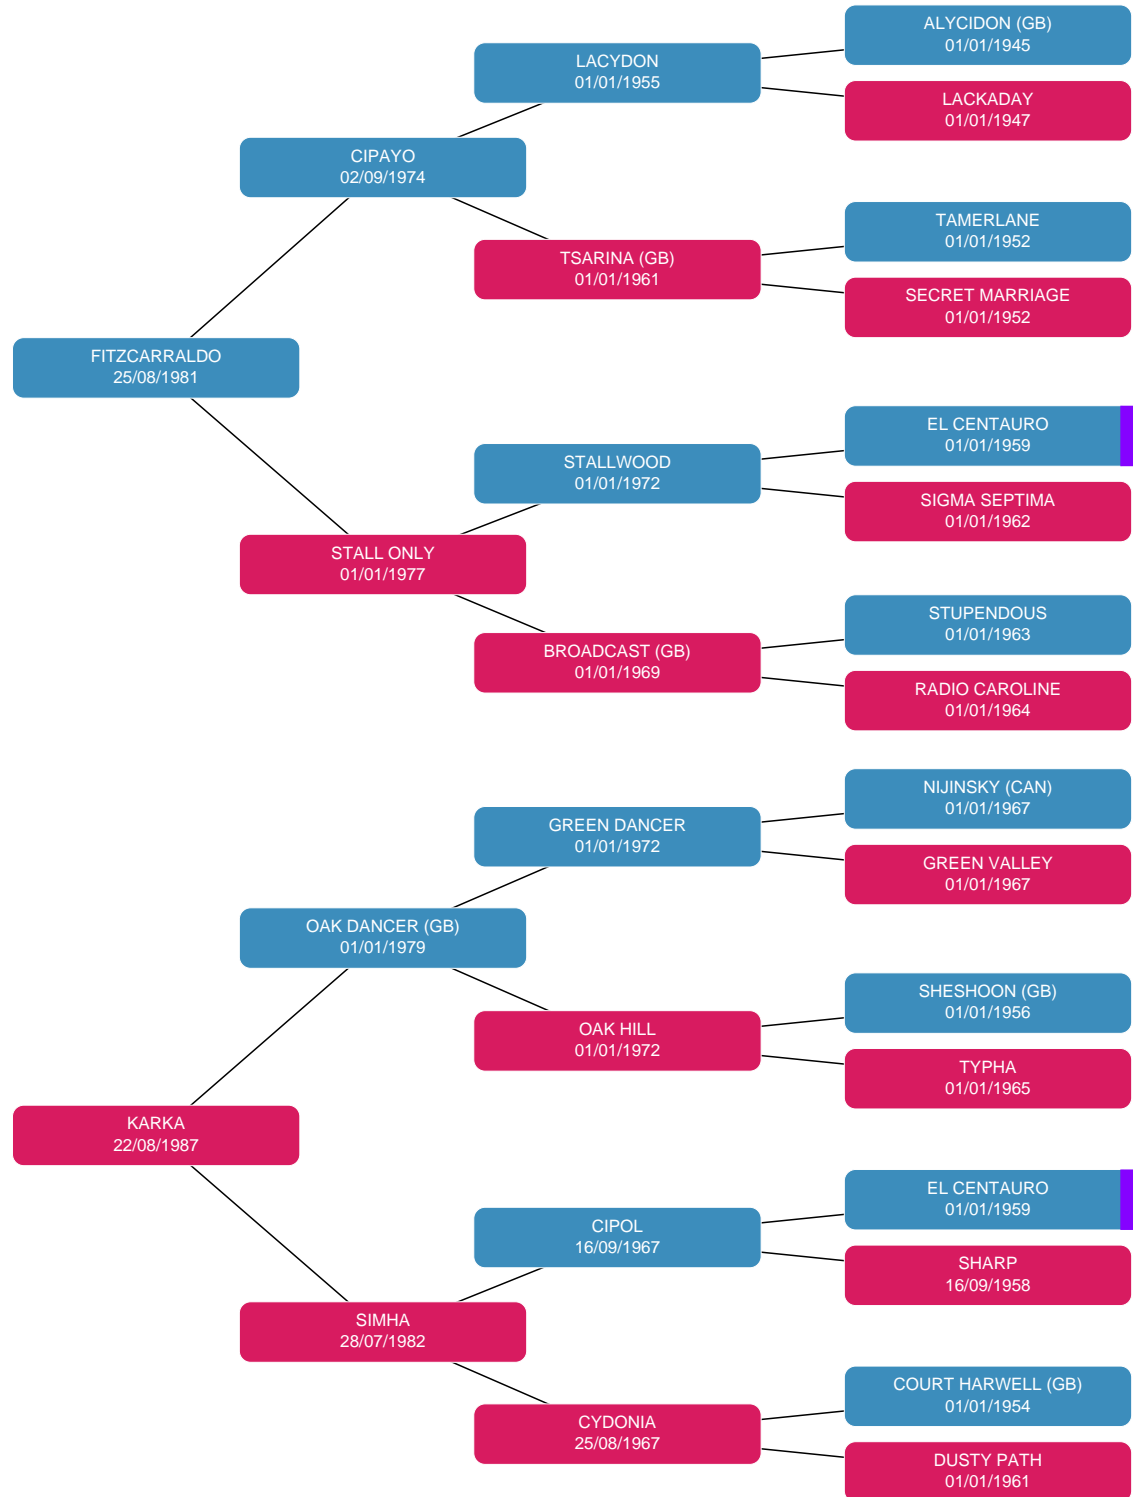 ALYCIDON (GB)
01/01/1945
LACYDON
01/01/1955
LACKADAY
01/01/1947
CIPAYO
02/09/1974
TAMERLANE
01/01/1952
TSARINA (GB)
01/01/1961
SECRET MARRIAGE
01/01/1952
FITZCARRALDO
25/08/1981
EL CENTAURO
01/01/1959
STALLWOOD
01/01/1972
SIGMA SEPTIMA
01/01/1962
STALL ONLY
01/01/1977
STUPENDOUS
01/01/1963
BROADCAST (GB)
01/01/1969
RADIO CAROLINE
01/01/1964
NIJINSKY (CAN)
01/01/1967
GREEN DANCER
01/01/1972
GREEN VALLEY
01/01/1967
OAK DANCER (GB)
01/01/1979
SHESHOON (GB)
01/01/1956
OAK HILL
01/01/1972
TYPHA
01/01/1965
KARKA
22/08/1987
EL CENTAURO
01/01/1959
CIPOL
16/09/1967
SHARP
16/09/1958
SIMHA
28/07/1982
COURT HARWELL (GB)
01/01/1954
CYDONIA
25/08/1967
DUSTY PATH
01/01/1961